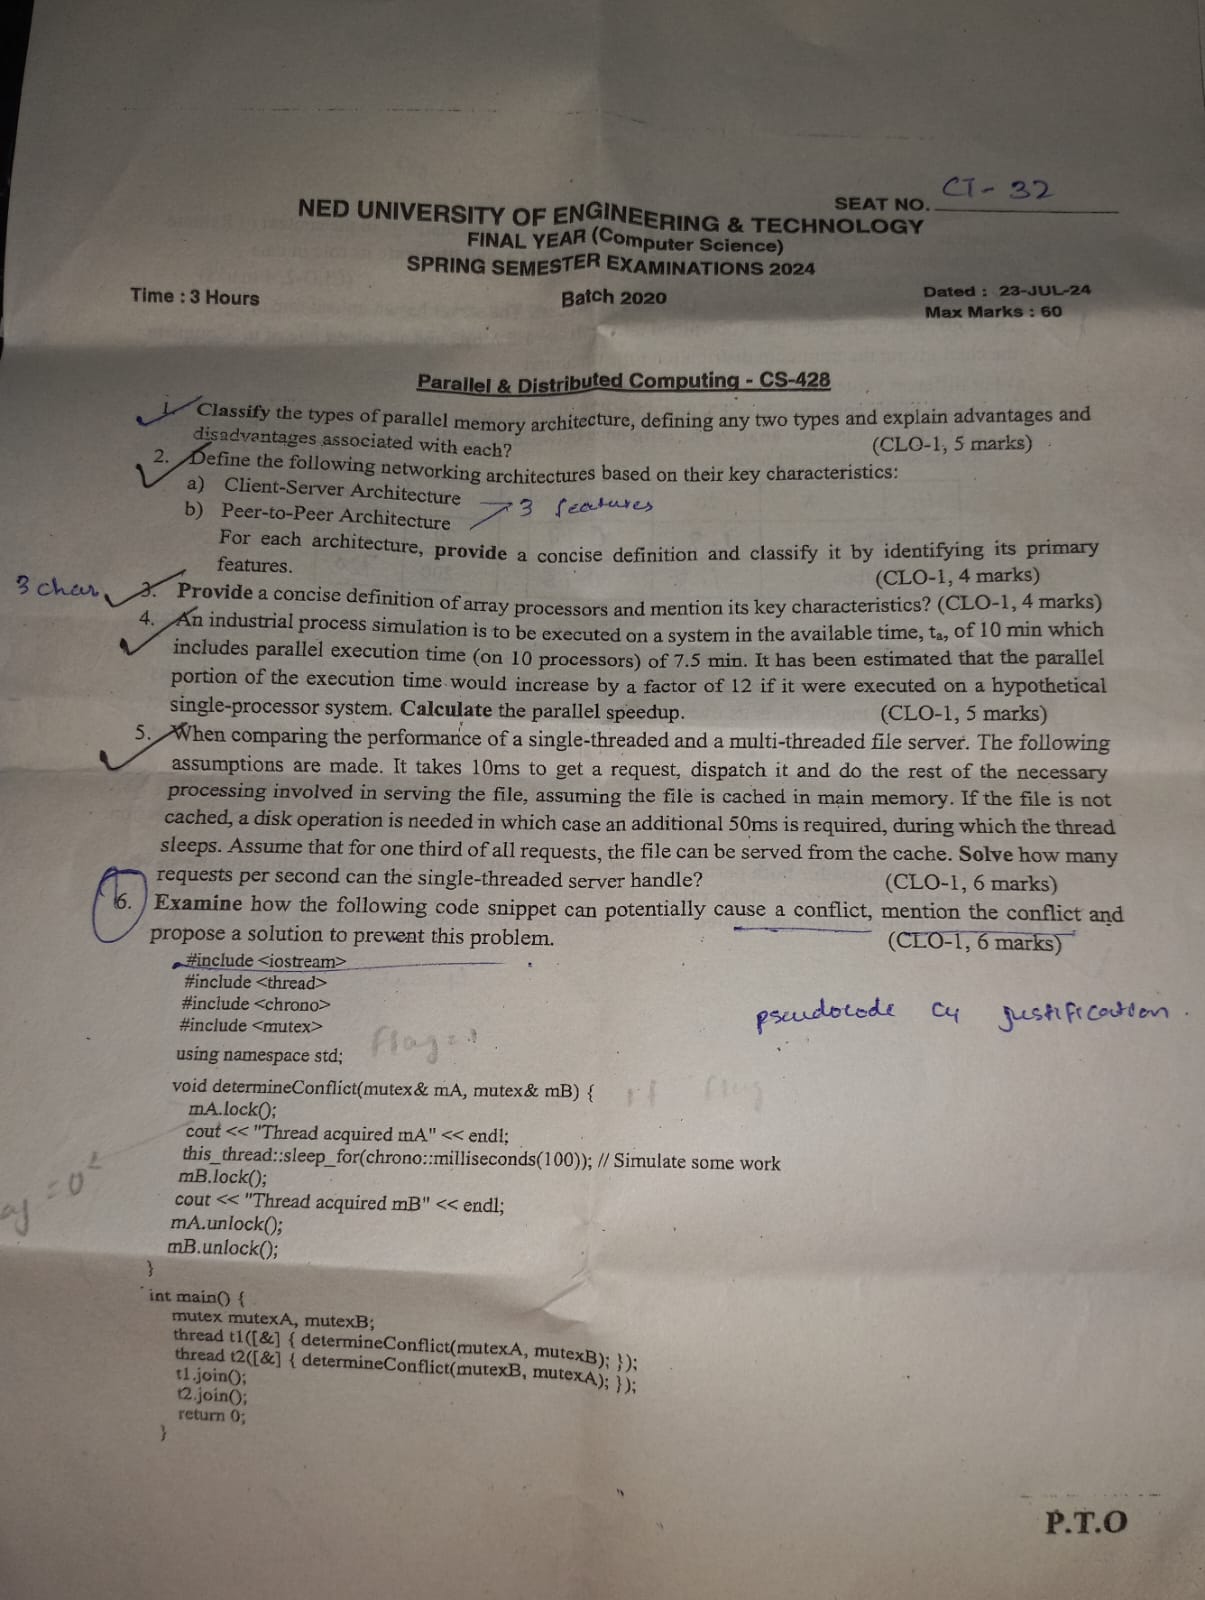 SEAT NO. CT-32
NED UNIVERSITY OF ENGINEERING & TECHNOLOGY
FINAL YEAR (Computer Science)
SPRING SEMESTER EXAMINATIONS 2024
Time : 3 Hours Batch 2020 Dated : 23-JUL-24
Max Marks : 60
Parallel & Distributed Computing - CS-428
1. Classify the types of parallel memory architecture, defining any two types and explain advantages and
disadvantages associated with each? (CLO-1, 5 marks)
2. Define the following networking architectures based on their key characteristics:
a) Client-Server Architecture
b) Peer-to-Peer Architecture
3 features
For each architecture, provide a concise definition and classify it by identifying its primary
features. (CLO-1, 4 marks)
3 char 3. Provide a concise definition of array processors and mention its key characteristics? (CLO-1, 4 marks)
4. An industrial process simulation is to be executed on a system in the available time, ta, of 10 min which
includes parallel execution time (on 10 processors) of 7.5 min. It has been estimated that the parallel
portion of the execution time would increase by a factor of 12 if it were executed on a hypothetical
single-processor system. Calculate the parallel speedup. (CLO-1, 5 marks)
5. When comparing the performance of a single-threaded and a multi-threaded file server. The following
assumptions are made. It takes 10ms to get a request, dispatch it and do the rest of the necessary
processing involved in serving the file, assuming the file is cached in main memory. If the file is not
cached, a disk operation is needed in which case an additional 50ms is required, during which the thread
sleeps. Assume that for one third of all requests, the file can be served from the cache. Solve how many
requests per second can the single-threaded server handle? (CLO-1, 6 marks)
6. Examine how the following code snippet can potentially cause a conflict, mention the conflict and
propose a solution to prevent this problem. (CLO-1, 6 marks)
#include <iostream>
#include <thread>
#include <chrono>
#include <mutex>
pseudocode justification.
using namespace std;
void determineConflict(mutex& mA, mutex& mB) {
mA.lock();
cout << "Thread acquired mA" << endl;
this_thread::sleep_for(chrono::milliseconds(100)); // Simulate some work
mB.lock();
cout << "Thread acquired mB" << endl;
mA.unlock();
mB.unlock();
}
int main() {
mutex mutexA, mutexB;
thread t1([&] { determineConflict(mutexA, mutexB); });
thread t2([&] { determineConflict(mutexB, mutexA); });
t1.join();
t2.join();
return 0;
}
P.T.O